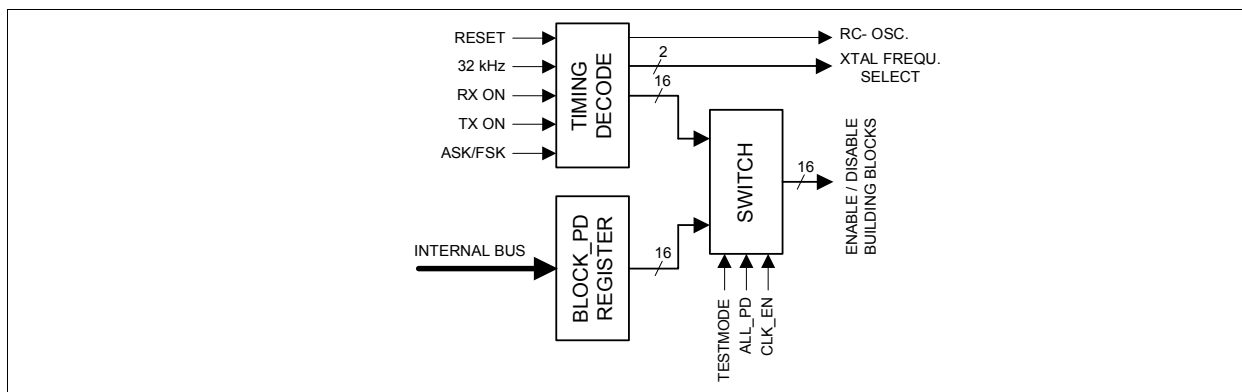 RESET
32 kHz
RX ON
TX ON
ASK/FSK
TIMING
DECODE
RC- OSC.
2
XTAL FREQU.
SELECT
16
SWITCH
16
ENABLE / DISABLE
BUILDING BLOCKS
INTERNAL BUS
BLOCK_PD
REGISTER
16
TESTMODE
ALL_PD
CLK_EN